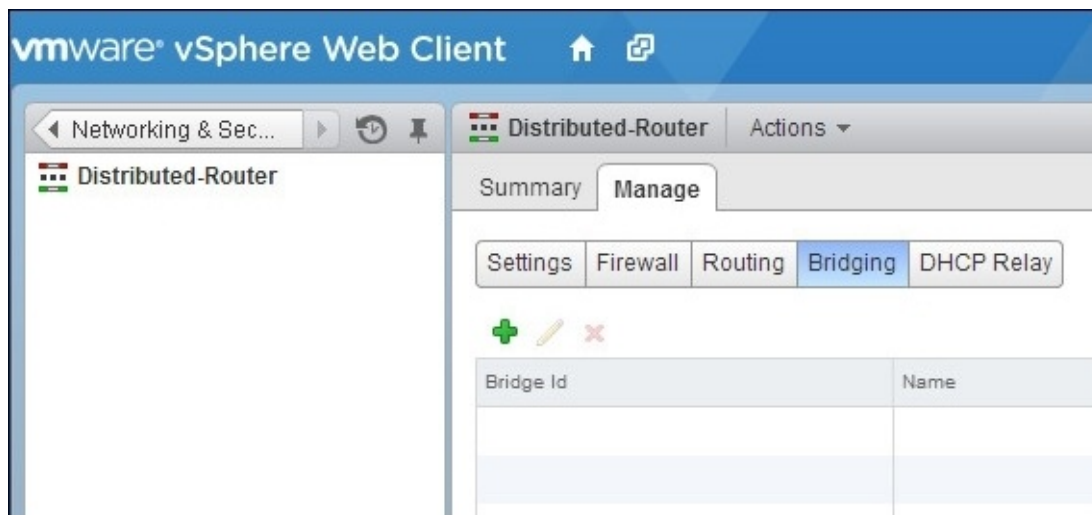 vmware® vSphere Web Client
Networking & Sec...
Distributed-Router
Distributed-Router Actions
Summary Manage
Settings Firewall Routing Bridging DHCP Relay
Bridge Id Name